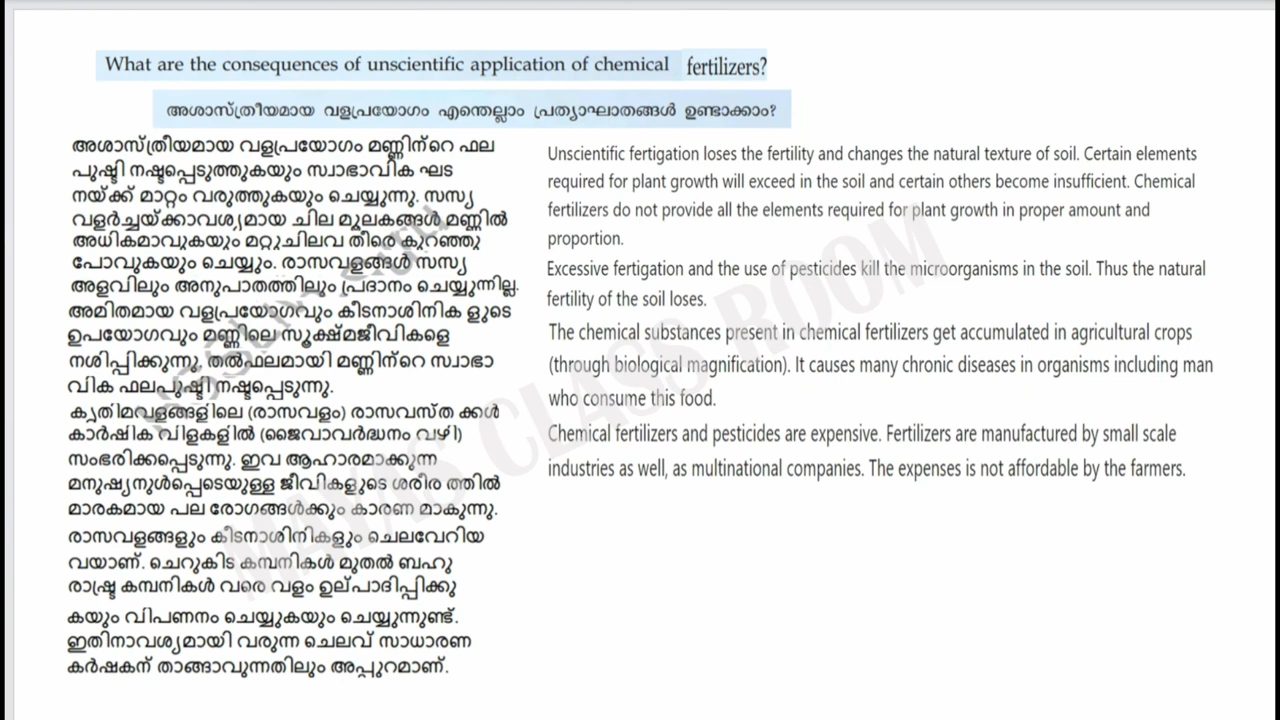 What are the consequences of unscientific application of chemical fertilizers?
അശാസ്ത്രീയമായ വളപ്രയോഗം എന്തെല്ലാം പ്രത്യാഘാതങ്ങൾ ഉണ്ടാക്കാം?
അശാസ്ത്രീയമായ വളപ്രയോഗം മണ്ണിന്റെ ഫല
പുഷ്ടി നഷ്ടപ്പെടുത്തുകയും സ്വാഭാവിക ഘട
നയ്ക്ക് മാറ്റം വരുത്തുകയും ചെയ്യുന്നു. സസ്യ
വളർച്ചയ്ക്കാവശ്യമായ ചില മൂലകങ്ങൾ മണ്ണിൽ
അധികമാവുകയും മറ്റുചിലവ തീരെ കുറഞ്ഞു
പോവുകയും ചെയ്യും. രാസവളങ്ങൾ സസ്യ
അളവിലും അനുപാതത്തിലും പ്രദാനം ചെയ്യുന്നില്ല.
അമിതമായ വളപ്രയോഗവും കീടനാശിനിക ളുടെ
ഉപയോഗവും മണ്ണിലെ സൂക്ഷ്മജീവികളെ
നശിപ്പിക്കുന്നു. തൽഫലമായി മണ്ണിന്റെ സ്വാഭാ
വിക ഫലപുഷ്ടി നഷ്ടപ്പെടുന്നു.
കൃതിമവളങ്ങളിലെ (രാസവളം) രാസവസ്ത ക്കൾ
കാർഷിക വിളകളിൽ (ജൈവാവർദ്ധനം വഴി)
സംഭരിക്കപ്പെടുന്നു. ഇവ ആഹാരമാക്കുന്ന
മനുഷ്യനുൾപ്പെടെയുള്ള ജീവികളുടെ ശരീര ത്തിൽ
മാരകമായ പല രോഗങ്ങൾക്കും കാരണ മാകുന്നു.
രാസവളങ്ങളും കീടനാശിനികളും ചെലവേറിയ
വയാണ്. ചെറുകിട കമ്പനികൾ മുതൽ ബഹു
രാഷ്ട്ര കമ്പനികൾ വരെ വളം ഉല്പാദിപ്പിക്കു
കയും വിപണനം ചെയ്യുകയും ചെയ്യുന്നുണ്ട്.
ഇതിനാവശ്യമായി വരുന്ന ചെലവ് സാധാരണ
കർഷകന് താങ്ങാവുന്നതിലും അപ്പുറമാണ്.
Unscientific fertigation loses the fertility and changes the natural texture of soil. Certain elements
required for plant growth will exceed in the soil and certain others become insufficient. Chemical
fertilizers do not provide all the elements required for plant growth in proper amount and
proportion.
Excessive fertigation and the use of pesticides kill the microorganisms in the soil. Thus the natural
fertility of the soil loses.
The chemical substances present in chemical fertilizers get accumulated in agricultural crops
(through biological magnification). It causes many chronic diseases in organisms including man
who consume this food.
Chemical fertilizers and pesticides are expensive. Fertilizers are manufactured by small scale
industries as well, as multinational companies. The expenses is not affordable by the farmers.
MAYAS CLASS ROOM